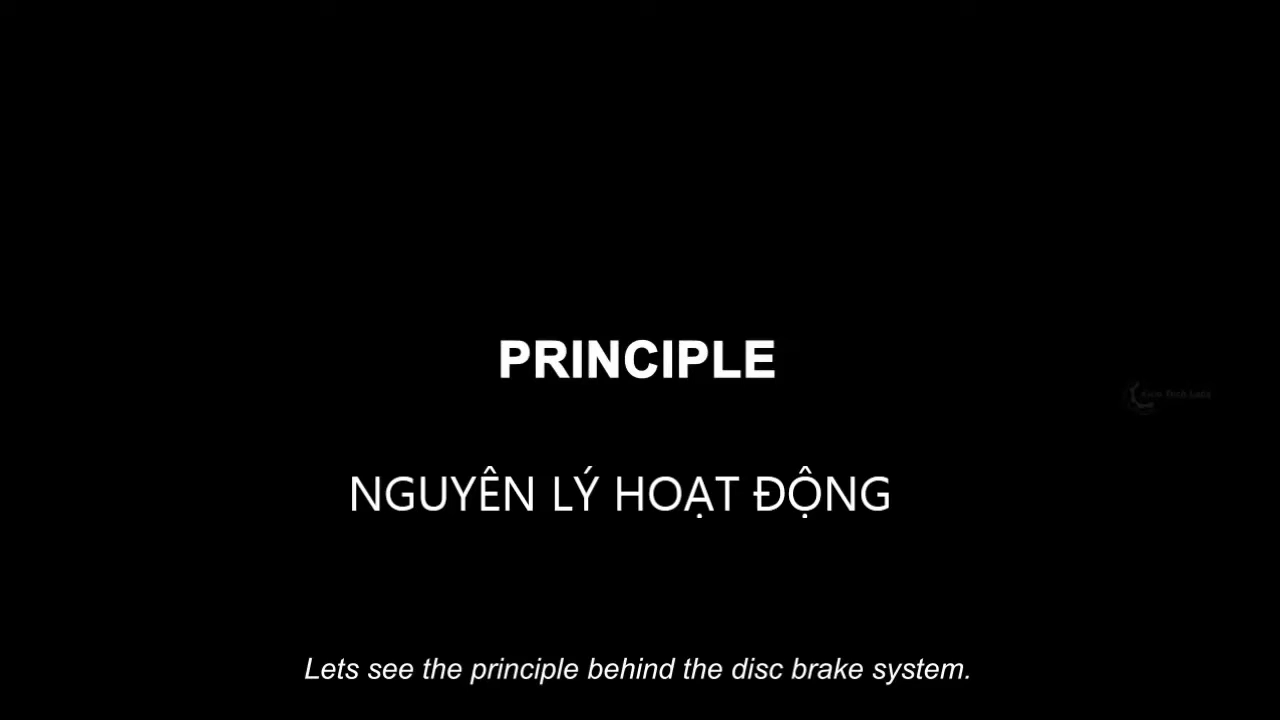 PRINCIPLE
NGUYÊN LÝ HOẠT ĐỘNG
Lets see the principle behind the disc brake system.